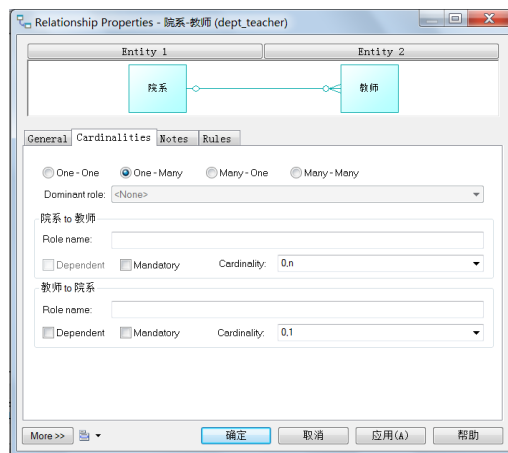 Relationship Properties - 院系-教师 (dept_teacher)
Entity 1 Entity 2
院系 教师
General Cardinalities Notes Rules
One - One One - Many Many - One Many - Many
Dominant role: <None>
院系 to 教师
Role name:
Dependent Mandatory Cardinality: 0,n
教师 to 院系
Role name:
Dependent Mandatory Cardinality: 0,1
More >> 确定 取消 应用(A) 帮助